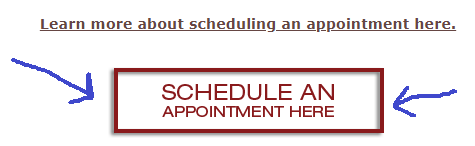 Learn more about scheduling an appointment here.
SCHEDULE AN
APPOINTMENT HERE